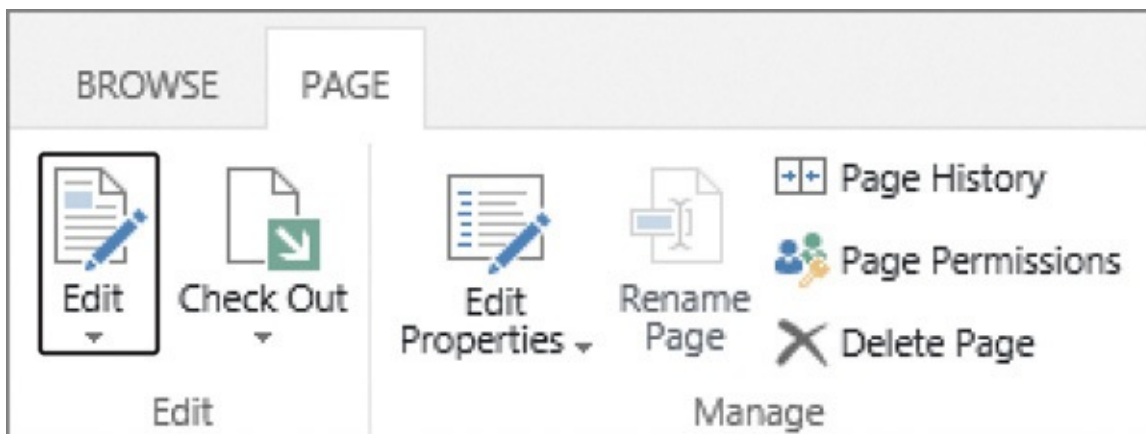 BROWSE PAGE
Edit
Check Out
Edit
Properties
Rename
Page
Page History
Page Permissions
Delete Page
Edit
Manage